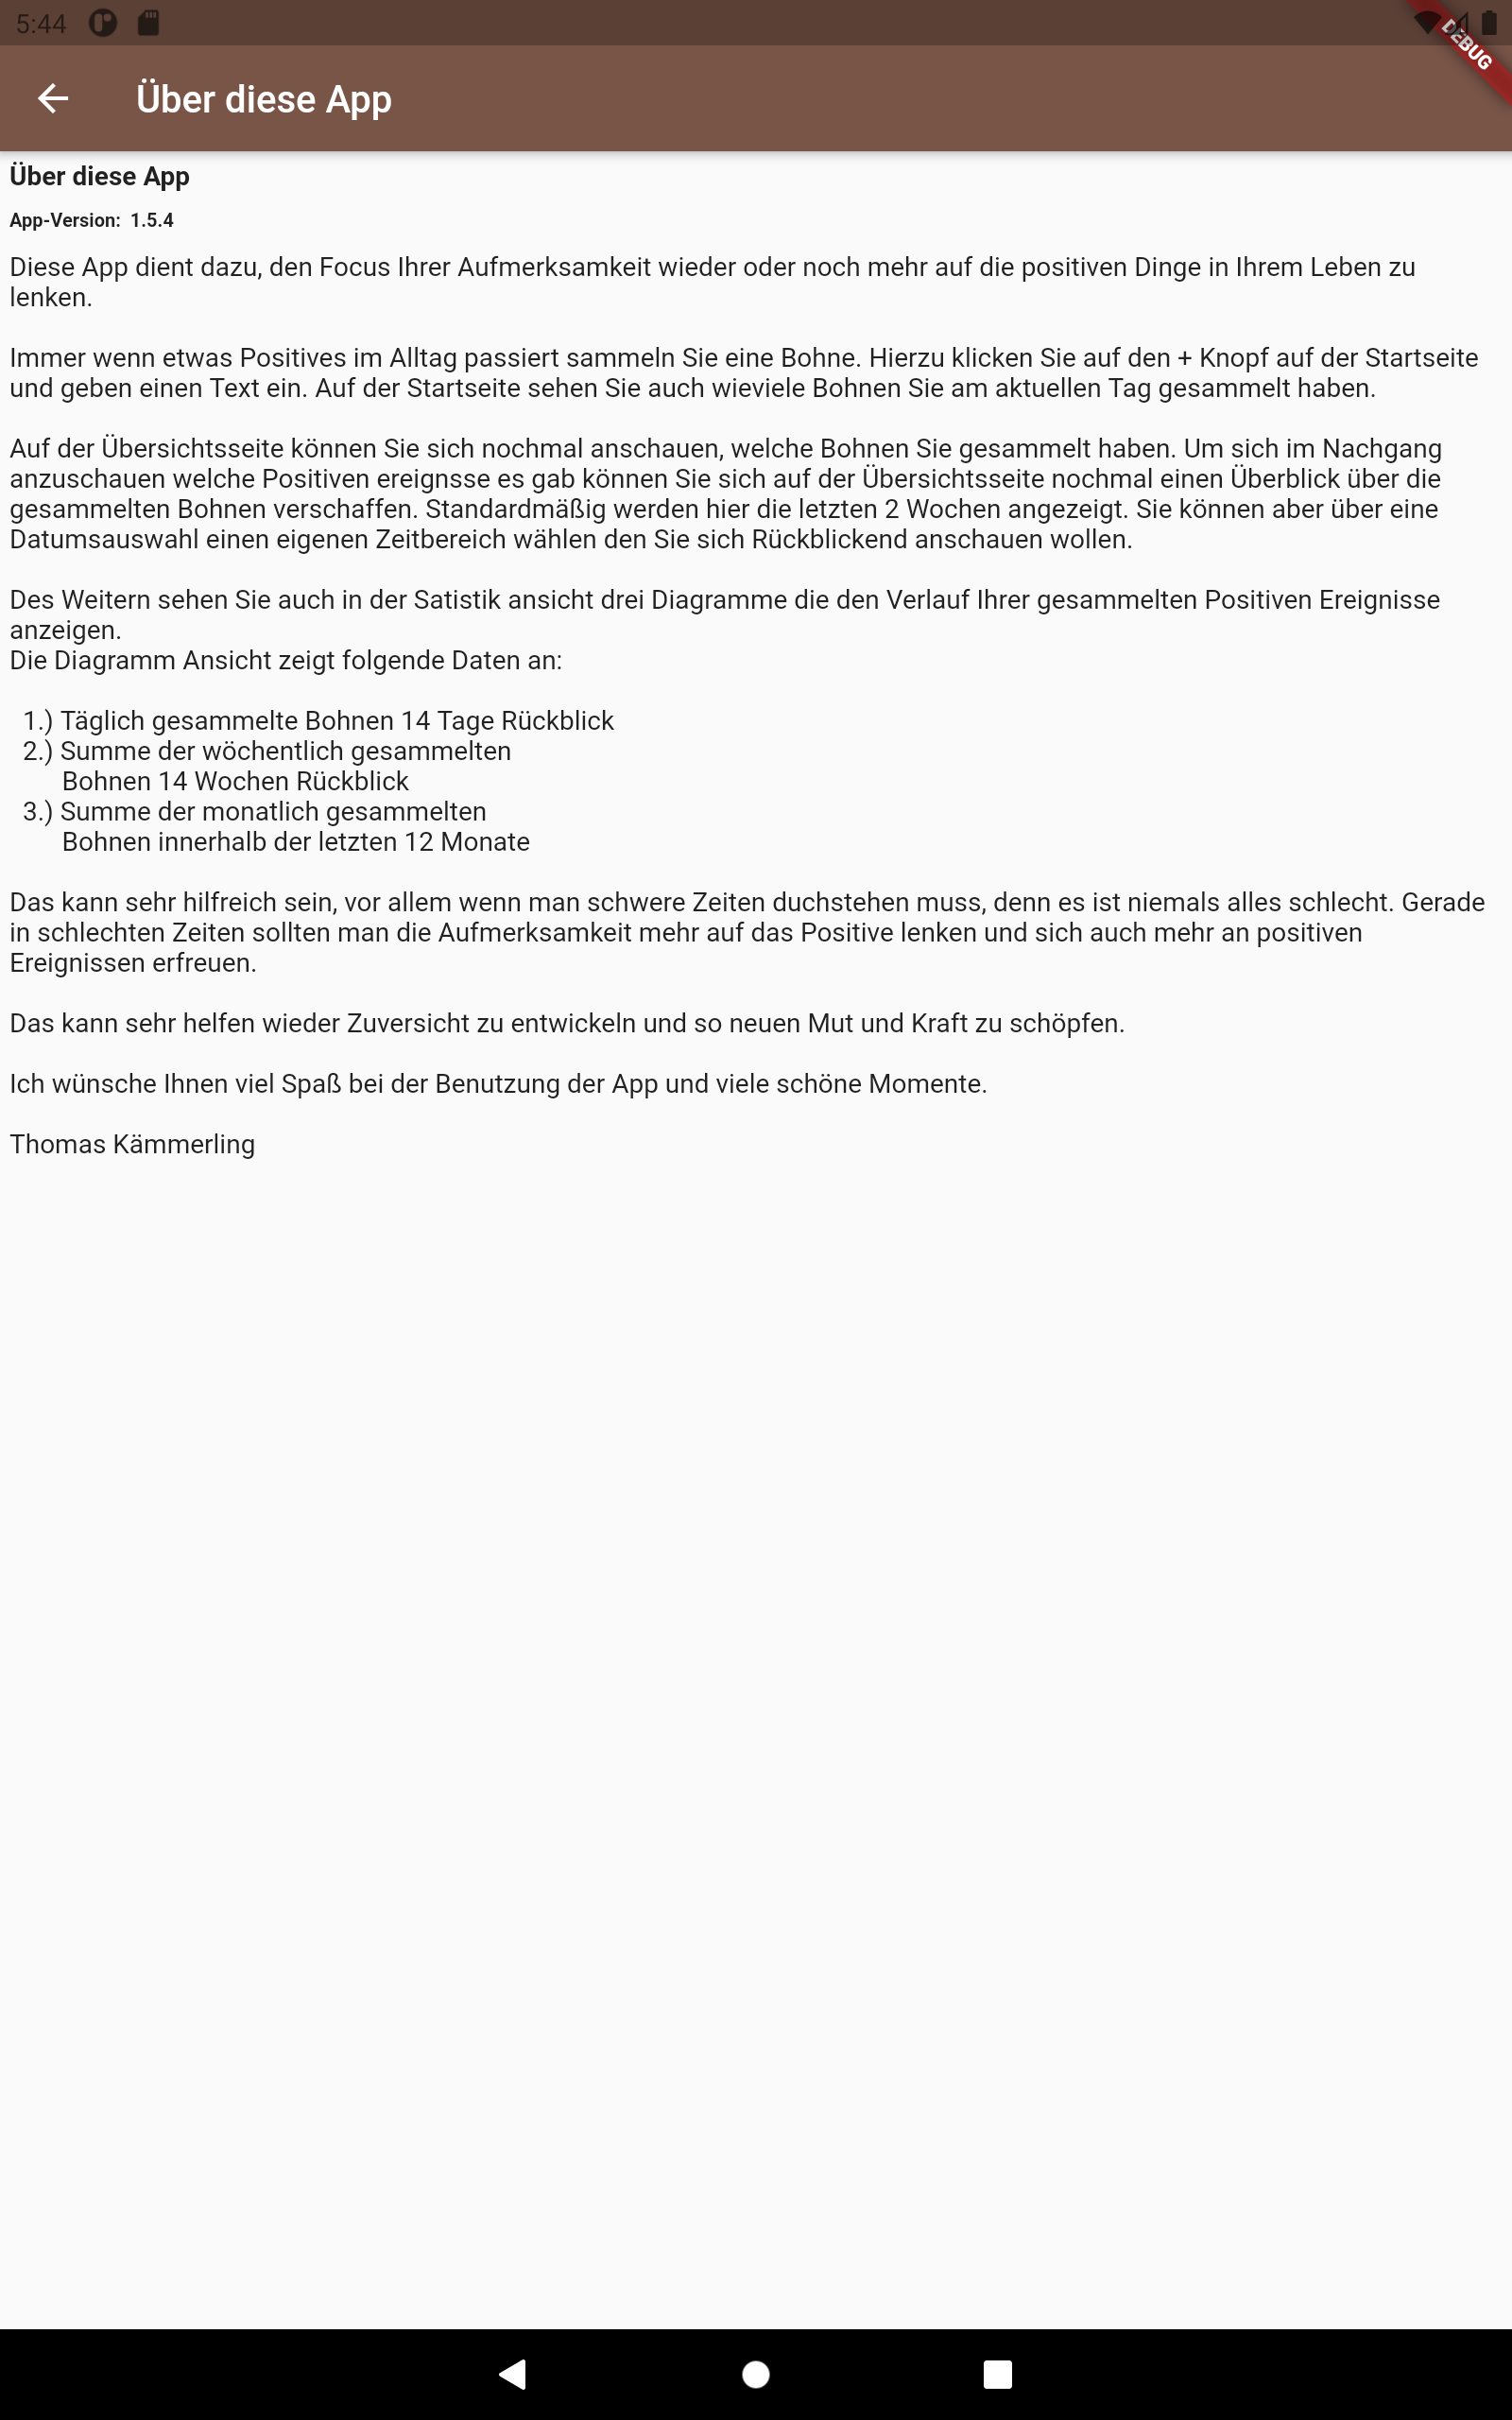 5:44
DEBUG
Über diese App
Über diese App
App-Version: 1.5.4
Diese App dient dazu, den Focus Ihrer Aufmerksamkeit wieder oder noch mehr auf die positiven Dinge in Ihrem Leben zu
lenken.
Immer wenn etwas Positives im Alltag passiert sammeln Sie eine Bohne. Hierzu klicken Sie auf den + Knopf auf der Startseite
und geben einen Text ein. Auf der Startseite sehen Sie auch wieviele Bohnen Sie am aktuellen Tag gesammelt haben.
Auf der Übersichtsseite können Sie sich nochmal anschauen, welche Bohnen Sie gesammelt haben. Um sich im Nachgang
anzuschauen welche Positiven ereignsse es gab können Sie sich auf der Übersichtsseite nochmal einen Überblick über die
gesammelten Bohnen verschaffen. Standardmäßig werden hier die letzten 2 Wochen angezeigt. Sie können aber über eine
Datumsauswahl einen eigenen Zeitbereich wählen den Sie sich Rückblickend anschauen wollen.
Des Weitern sehen Sie auch in der Satistik ansicht drei Diagramme die den Verlauf Ihrer gesammelten Positiven Ereignisse
anzeigen.
Die Diagramm Ansicht zeigt folgende Daten an:
1.) Täglich gesammelte Bohnen 14 Tage Rückblick
2.) Summe der wöchentlich gesammelten
Bohnen 14 Wochen Rückblick
3.) Summe der monatlich gesammelten
Bohnen innerhalb der letzten 12 Monate
Das kann sehr hilfreich sein, vor allem wenn man schwere Zeiten duchstehen muss, denn es ist niemals alles schlecht. Gerade
in schlechten Zeiten sollten man die Aufmerksamkeit mehr auf das Positive lenken und sich auch mehr an positiven
Ereignissen erfreuen.
Das kann sehr helfen wieder Zuversicht zu entwickeln und so neuen Mut und Kraft zu schöpfen.
Ich wünsche Ihnen viel Spaß bei der Benutzung der App und viele schöne Momente.
Thomas Kämmerling